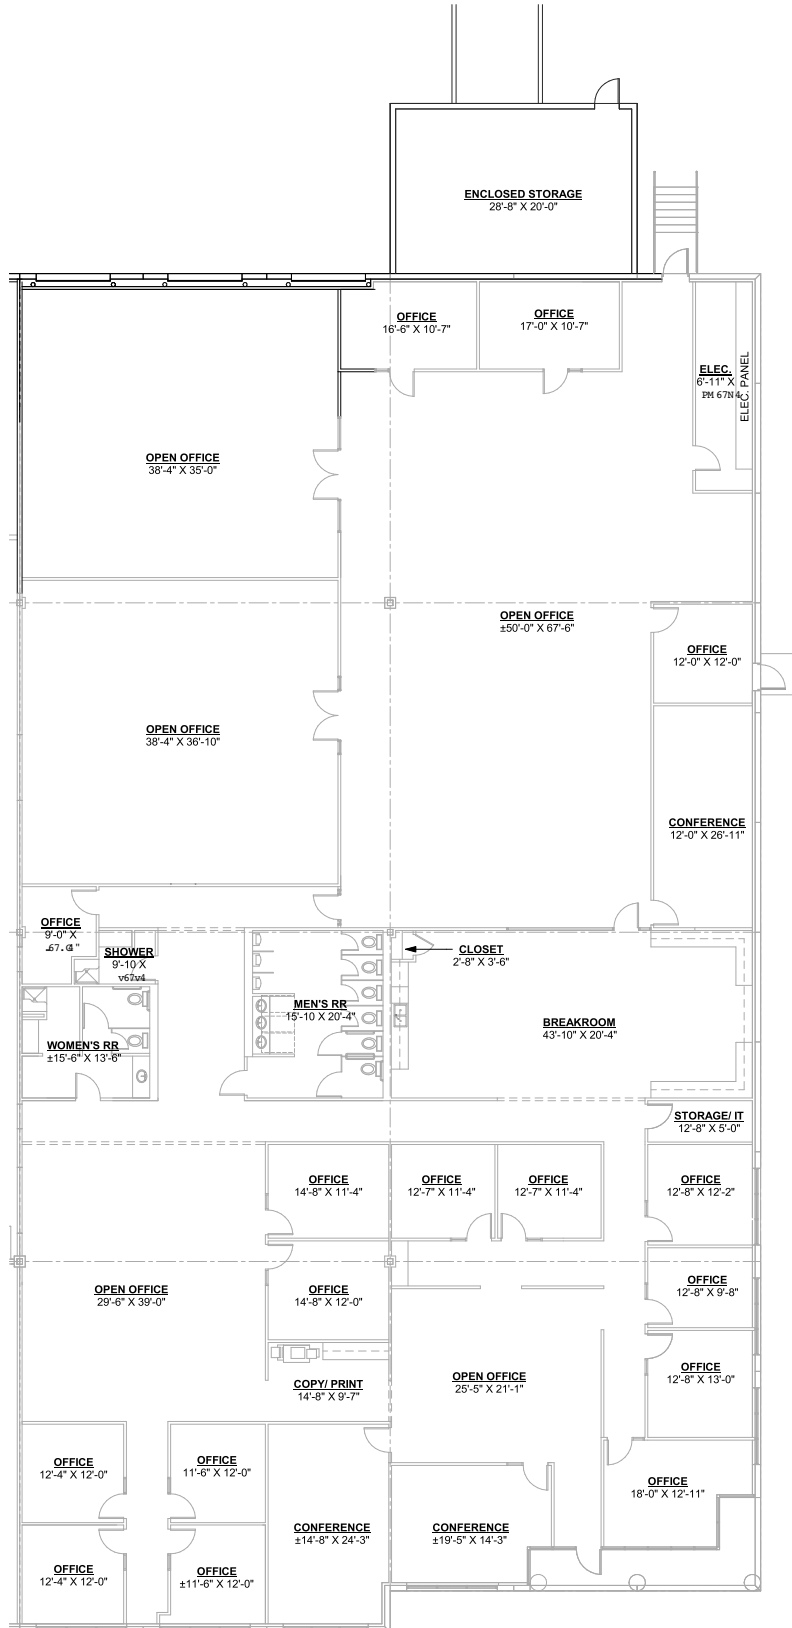 ENCLOSED STORAGE
28'-8" X 20'-0"
OFFICE
16'-6" X 10'-7"
OFFICE
17'-0" X 10'-7"
ELEC.
6'-11" X
PM 67N4
ELEC. PANEL
OPEN OFFICE
38'-4" X 35'-0"
OPEN OFFICE
±50'-0" X 67'-6"
OFFICE
12'-0" X 12'-0"
OPEN OFFICE
38'-4" X 36'-10"
CONFERENCE
12'-0" X 26'-11"
OFFICE
9'-0" X
SHOWER
9'-10 X
v67v4
CLOSET
2'-8" X 3'-6"
MEN'S RR
15'-10 X 20'-4"
BREAKROOM
43'-10" X 20'-4"
WOMEN'S RR
±15'-6" X 13'-6"
STORAGE/ IT
12'-8" X 5'-0"
OFFICE
14'-8" X 11'-4"
OFFICE
12'-7" X 11'-4"
OFFICE
12'-7" X 11'-4"
OFFICE
12'-8" X 12'-2"
OPEN OFFICE
29'-6" X 39'-0"
OFFICE
14'-8" X 12'-0"
OFFICE
12'-8" X 9'-8"
COPY/ PRINT
14'-8" X 9'-7"
OPEN OFFICE
25'-5" X 21'-1"
OFFICE
12'-8" X 13'-0"
OFFICE
12'-4" X 12'-0"
OFFICE
11'-6" X 12'-0"
OFFICE
18'-0" X 12'-11"
CONFERENCE
±14'-8" X 24'-3"
CONFERENCE
±19'-5" X 14'-3"
OFFICE
12'-4" X 12'-0"
OFFICE
±11'-6" X 12'-0"